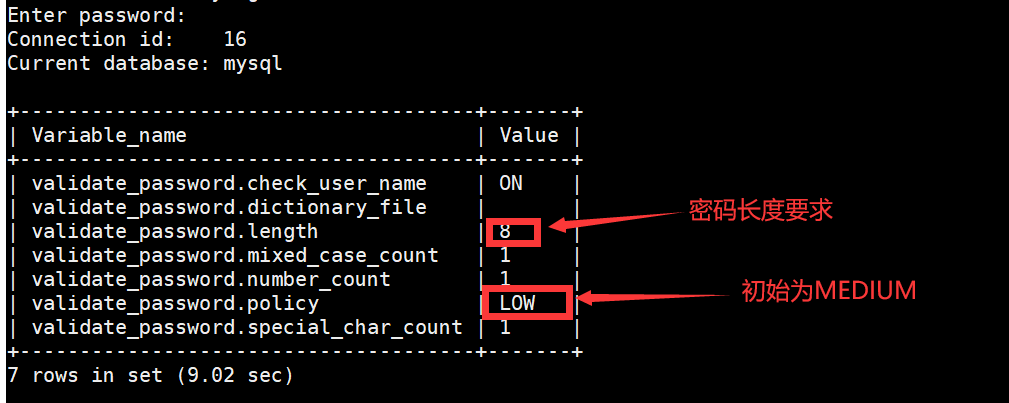 Enter password:
Connection id:    16
Current database: mysql
+--------------------------------------+-------+
| Variable_name                        | Value |
+--------------------------------------+-------+
| validate_password.check_user_name    | ON    |
| validate_password.dictionary_file    |       |
| validate_password.length             | 8     | 密码长度要求
| validate_password.mixed_case_count   | 1     |
| validate_password.number_count       | 1     |
| validate_password.policy             | LOW   | 初始为MEDIUM
| validate_password.special_char_count | 1     |
+--------------------------------------+-------+
7 rows in set (9.02 sec)